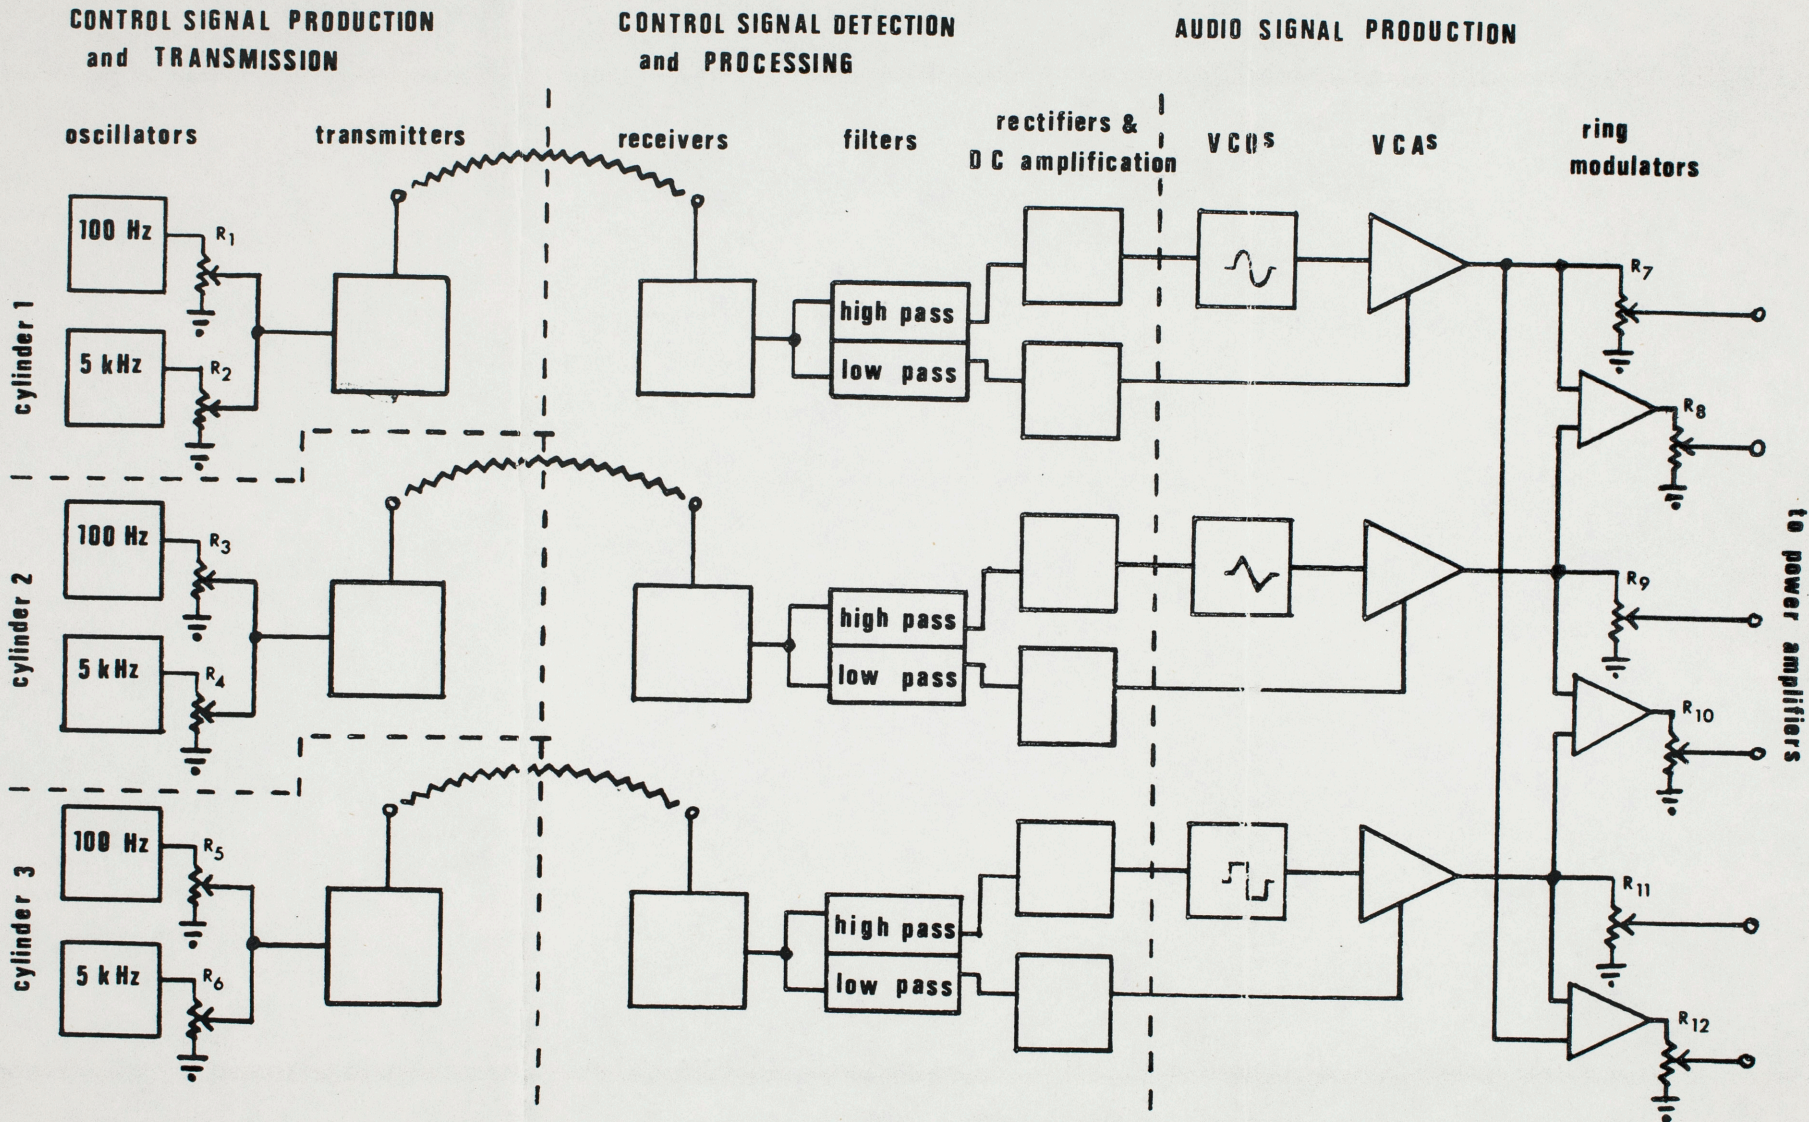 CONTROL SIGNAL PRODUCTION
and TRANSMISSION
CONTROL SIGNAL DETECTION
and PROCESSING
AUDIO SIGNAL PRODUCTION
oscillators
transmitters
receivers
filters
rectifiers &
DC amplification
VCOs
VCAs
ring
modulators
cylinder 1
100 Hz
R1
5 kHz
R2
high pass
low pass
R7
R8
cylinder 2
100 Hz
R3
5 kHz
R4
high pass
low pass
R9
R10
cylinder 3
100 Hz
R5
5 kHz
R6
high pass
low pass
R11
R12
to power amplifiers